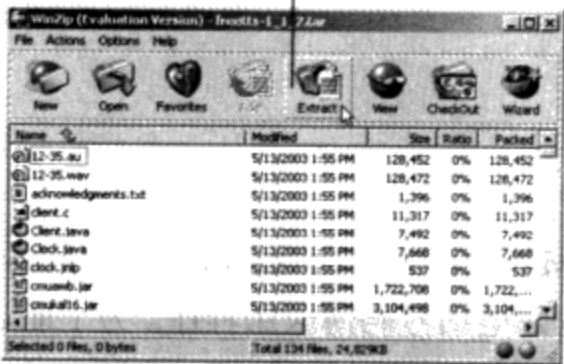 WinZip (Evaluation Version) - freetts-1_1_2.tar
File Actions Options Help
New Open Favorites Add Extract View CheckOut Wizard
Name Modified Size Ratio Packed
12-35.au 5/13/2003 1:55 PM 128,452 0% 128,452
12-35.wav 5/13/2003 1:55 PM 128,472 0% 128,472
acknowledgments.txt 5/13/2003 1:55 PM 1,396 0% 1,396
client.c 5/13/2003 1:55 PM 11,317 0% 11,317
Client.java 5/13/2003 1:55 PM 7,492 0% 7,492
Clock.java 5/13/2003 1:55 PM 7,668 0% 7,668
clock.jnlp 5/13/2003 1:55 PM 537 0% 537
cmuawb.jar 5/13/2003 1:55 PM 1,722,708 0% 1,722,...
cmukal16.jar 5/13/2003 1:55 PM 3,104,498 0% 3,104,...
Selected 0 files, 0 bytes Total 134 files, 24,829KB